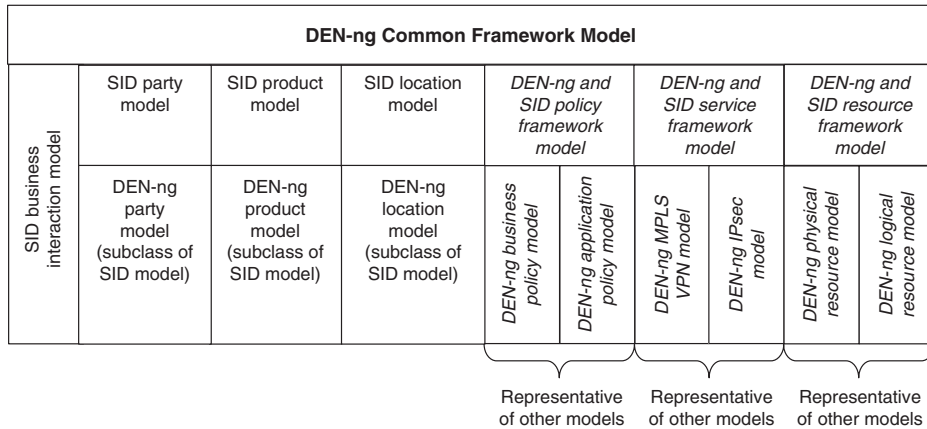 DEN-ng Common Framework Model
SID business
interaction model
SID party
model
SID product
model
SID location
model
DEN-ng and
SID policy
framework
model
DEN-ng and
SID service
framework
model
DEN-ng and
SID resource
framework
model
DEN-ng
party
model
(subclass of
SID model)
DEN-ng
product
model
(subclass of
SID model)
DEN-ng
location
model
(subclass of
SID model)
DEN-ng business
policy model
DEN-ng application
policy model
DEN-ng MPLS
VPN model
DEN-ng IPsec
model
DEN-ng physical
resource model
DEN-ng logical
resource model
Representative
of other models
Representative
of other models
Representative
of other models